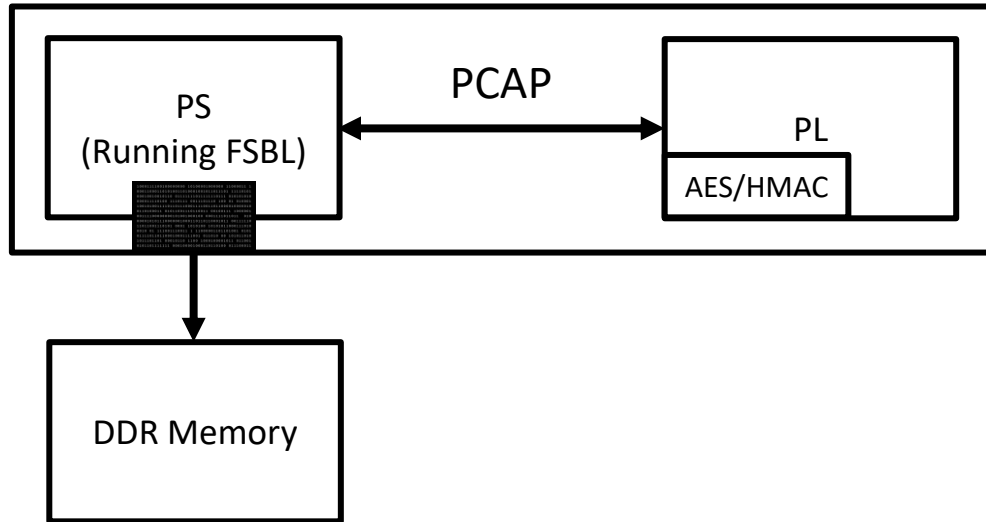 PS
(Running FSBL)
PCAP
PL
AES/HMAC
DDR Memory